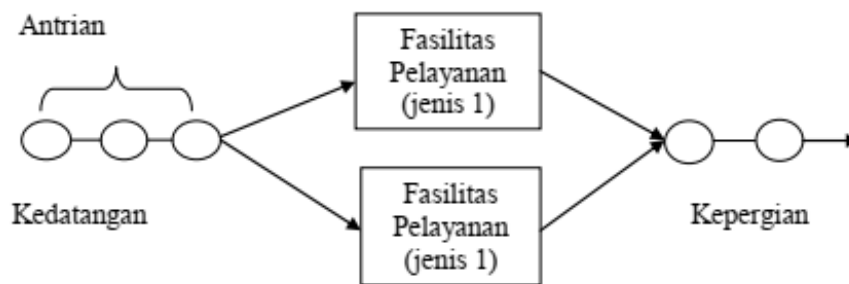 Antrian
Fasilitas
Pelayanan
(jenis 1)
Kedatangan
Fasilitas
Pelayanan
(jenis 1)
Kepergian